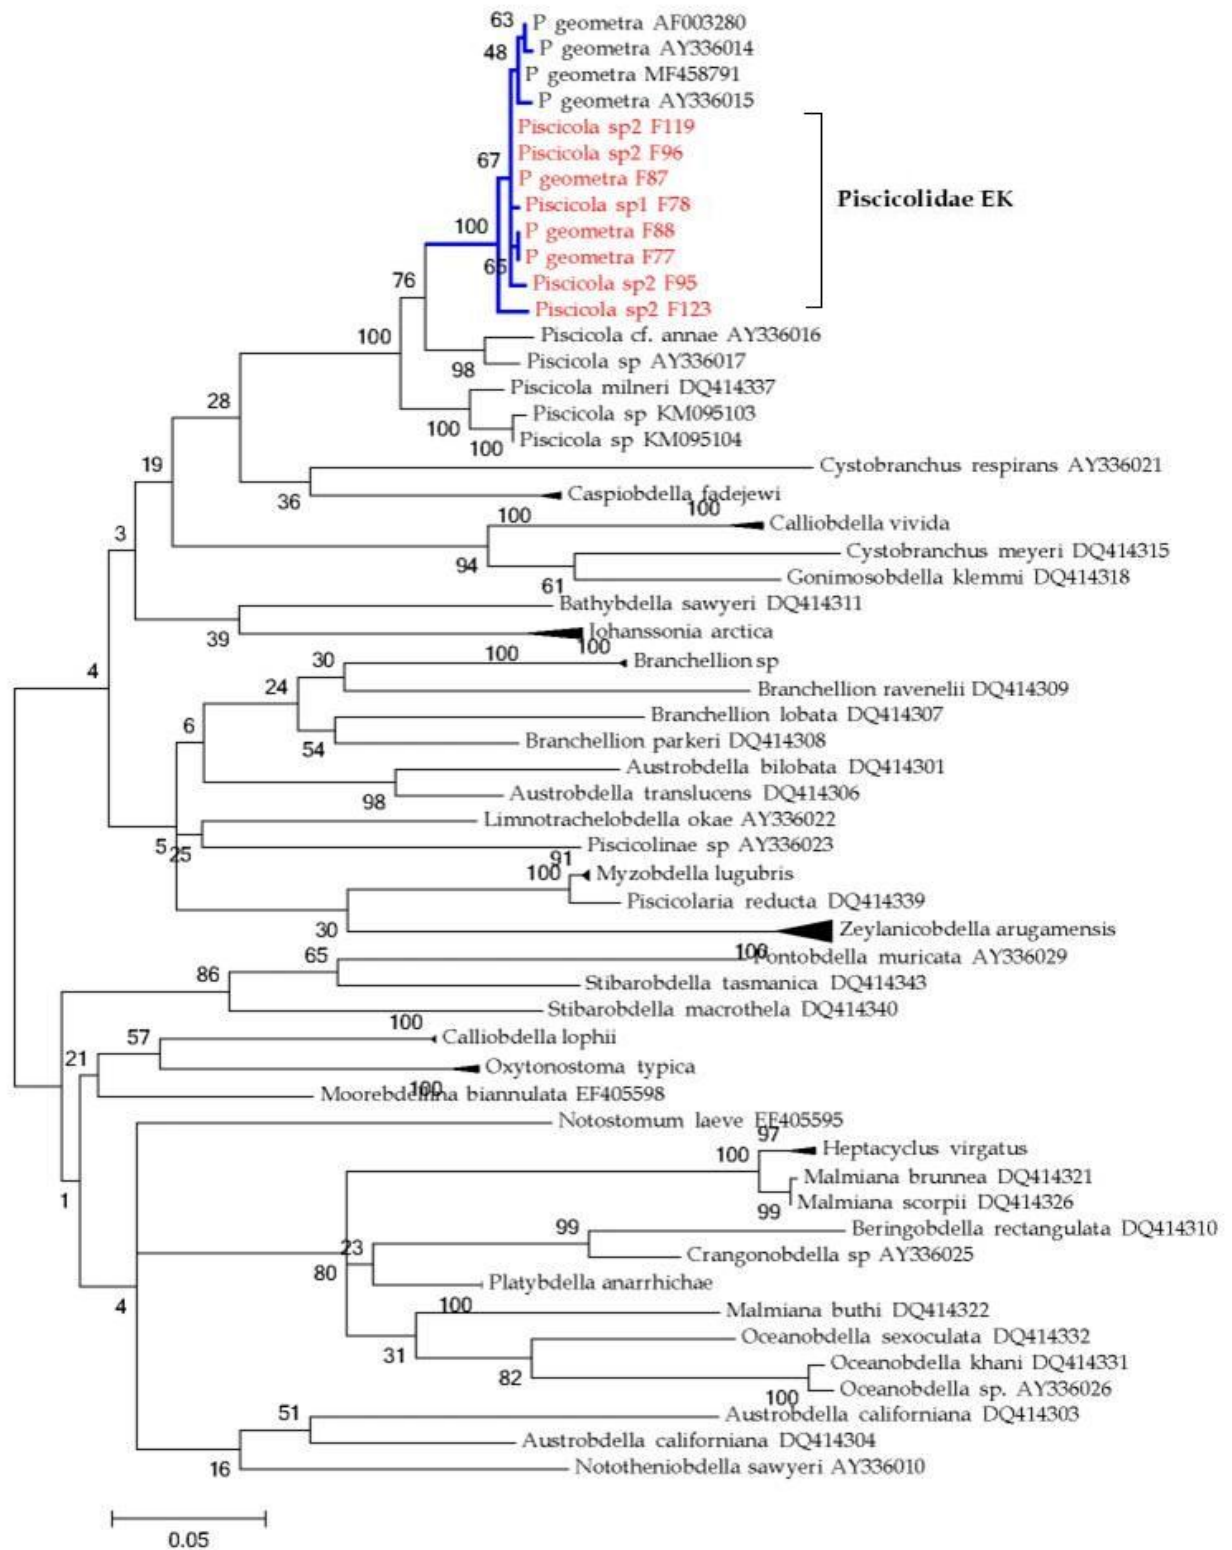 63
P geometra AF003280
48
P geometra AY336014
P geometra MF458791
P geometra AY336015
Piscicola sp2 F119
67
Piscicola sp2 F96
P geometra F87
Piscicolidae EK
Piscicola sp1 F78
100
P geometra F88
P geometra F77
65
76
Piscicola sp2 F95
Piscicola sp2 F123
100
Piscicola cf. annae AY336016
Piscicola sp AY336017
98
Piscicola milneri DQ414337
28
Piscicola sp KM095103
100
Piscicola sp KM095104
100
19
Cystobranchus respirans AY336021
36
Caspiobdella fadejewi
100
100
Calliobdella vivida
3
Cystobranchus meyeri DQ414315
94
Gonimosobdella klemmi DQ414318
61
Bathybdella sawyeri DQ414311
39
Johanssonia arctica
100
4
30
100
Branchellion sp
24
Branchellion ravenelii DQ414309
Branchellion lobata DQ414307
6
54
Branchellion parkeri DQ414308
Austrobdella bilobata DQ414301
98
Austrobdella translucens DQ414306
Limnotrachelobdella okae AY336022
5
25
Piscicolinae sp AY336023
91
100
Myzobdella lugubris
Piscicolaria reducta DQ414339
30
Zeylanicobdella arugamensis
100
65
Pontobdella muricata AY336029
86
Stibarobdella tasmanica DQ414343
Stibarobdella macrothela DQ414340
100
57
Calliobdella lophii
21
Oxytonostoma typica
100
Moorebdellina biannulata EF405598
Notostomum laeve EF405595
97
100
Heptacyclus virgatus
1
Malmiana brunnea DQ414321
99
Malmiana scorpii DQ414326
99
Beringobdella rectangulata DQ414310
23
Crangonobdella sp AY336025
80
Platybdella anarrhichae
4
100
Malmiana buthi DQ414322
31
Oceanobdella sexoculata DQ414332
82
Oceanobdella khani DQ414331
100
Oceanobdella sp. AY336026
51
Austrobdella californiana DQ414303
Austrobdella californiana DQ414304
16
Nototheniobdella sawyeri AY336010
0.05